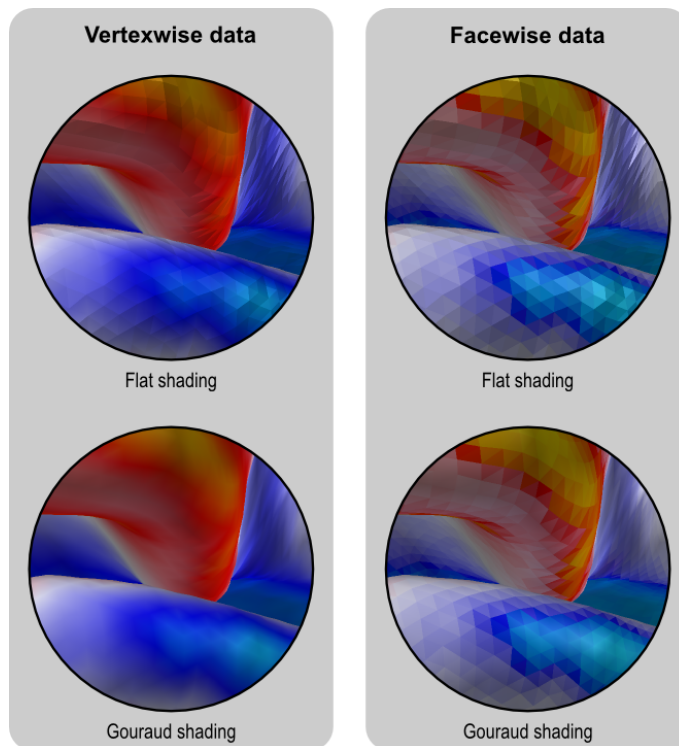 Vertexwise data
Facewise data
Flat shading
Flat shading
Gouraud shading
Gouraud shading